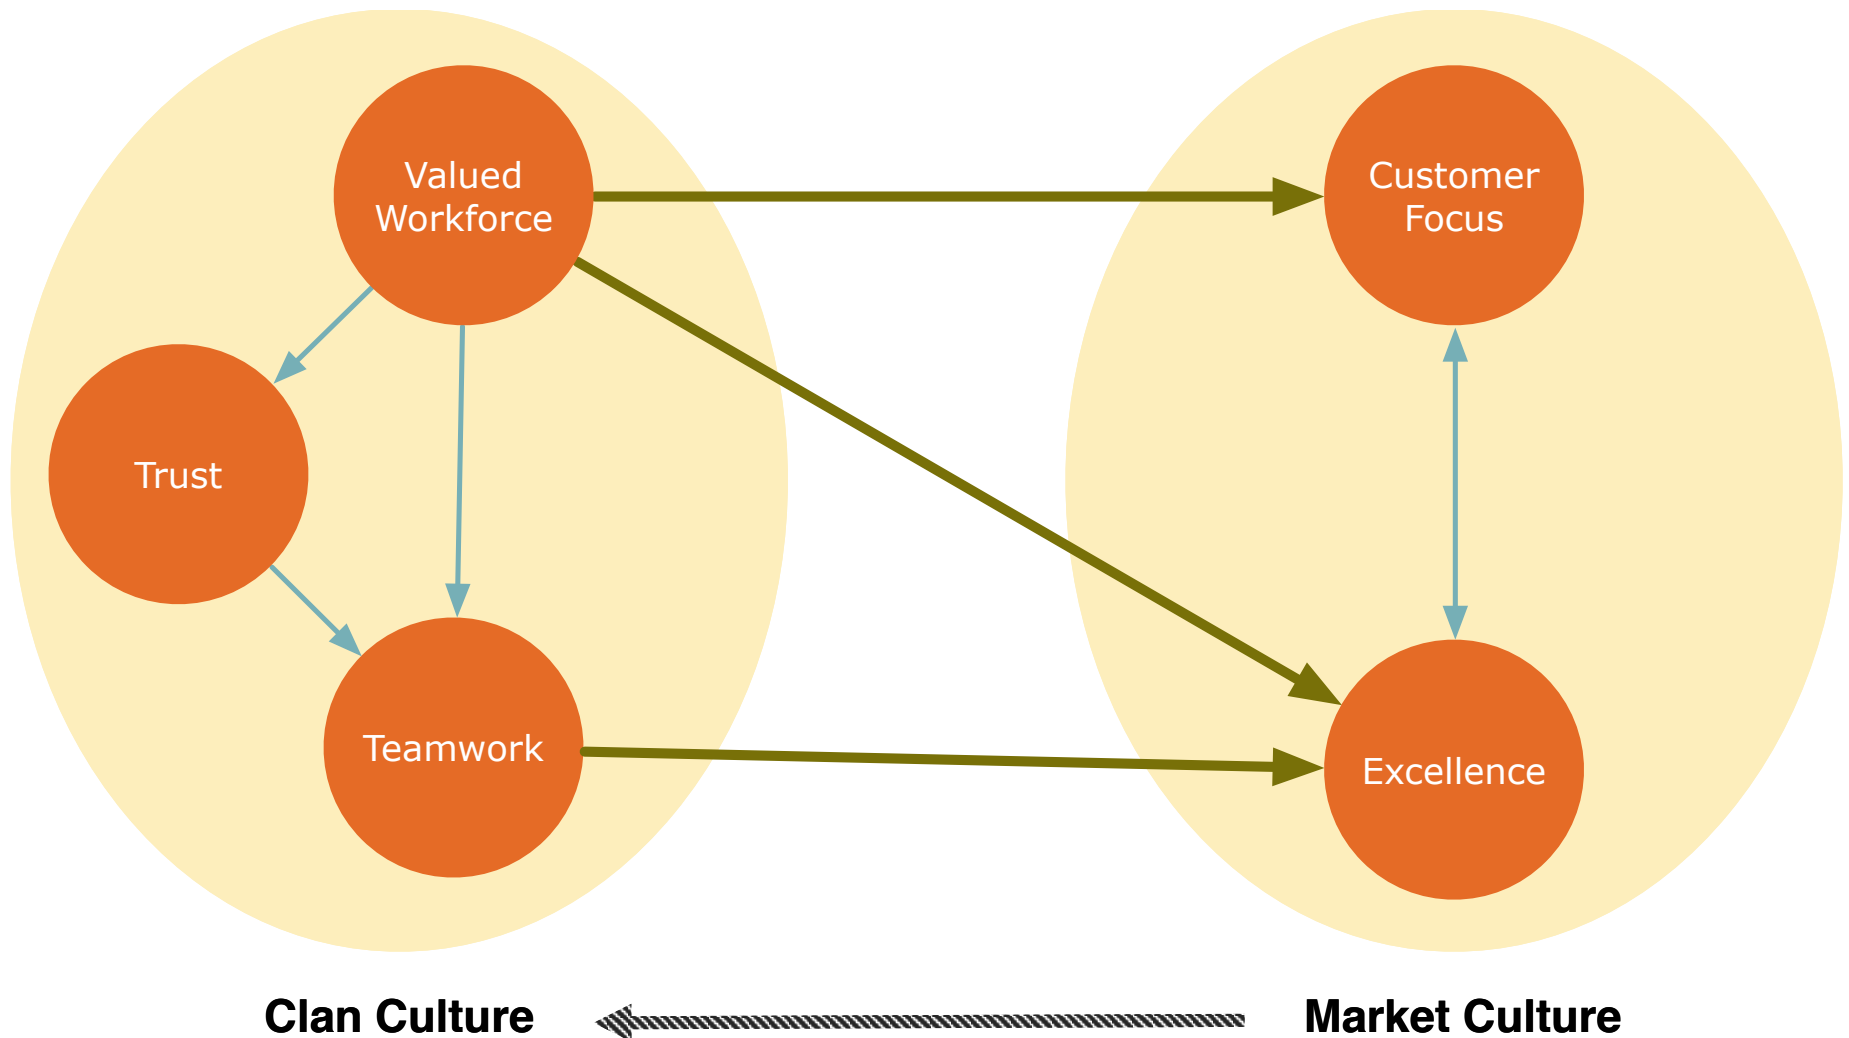 Valued
Workforce
Customer
Focus
Trust
Teamwork
Excellence
Clan Culture
Market Culture